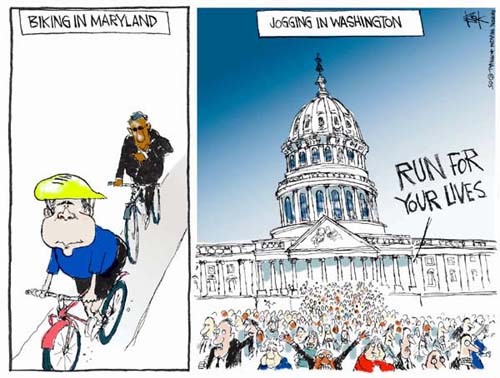 BIKING IN MARYLAND
JOGGING IN WASHINGTON
RUN FOR
YOUR LIVES